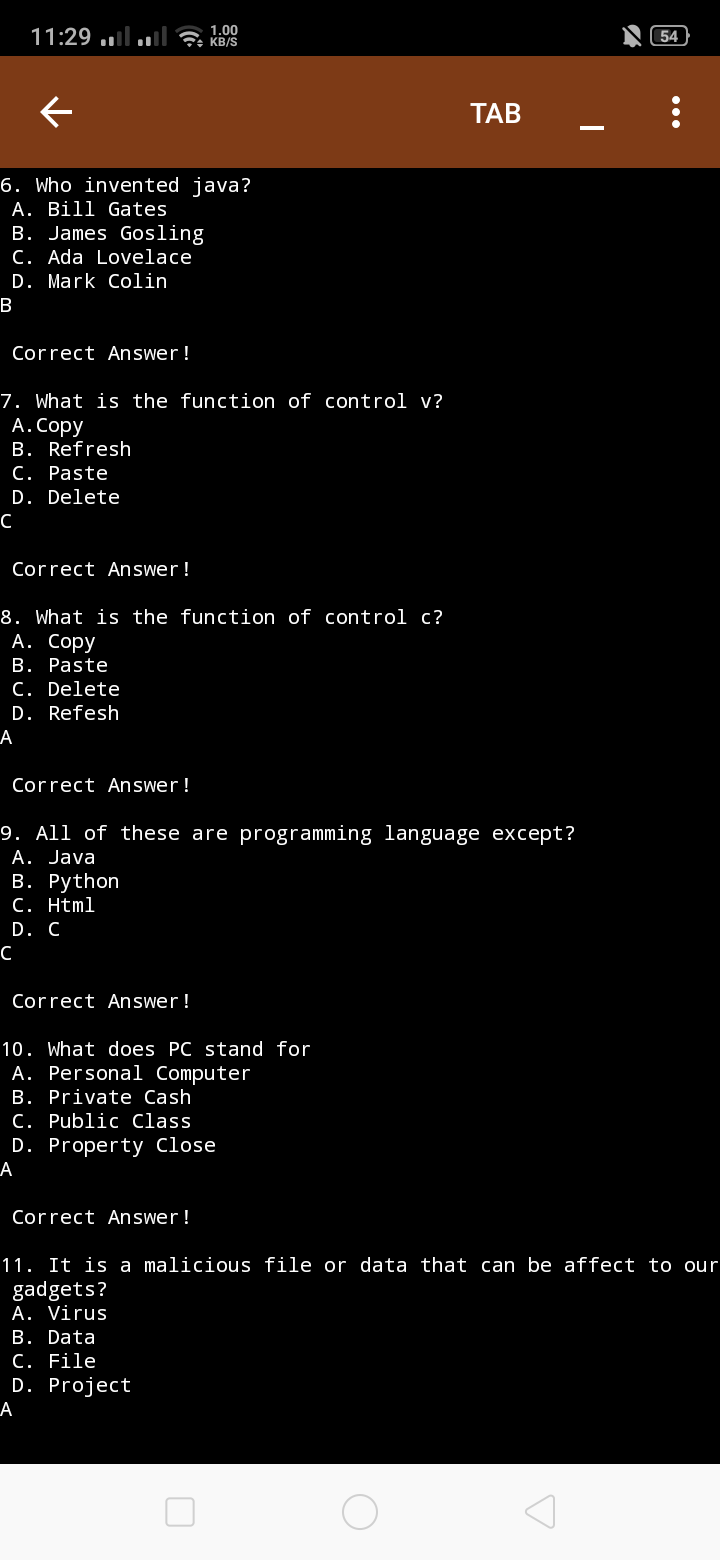 11:29 1.00 KB/S 54
TAB
6. Who invented java?
A. Bill Gates
B. James Gosling
C. Ada Lovelace
D. Mark Colin
B
Correct Answer!
7. What is the function of control v?
A.Copy
B. Refresh
C. Paste
D. Delete
C
Correct Answer!
8. What is the function of control c?
A. Copy
B. Paste
C. Delete
D. Refesh
A
Correct Answer!
9. All of these are programming language except?
A. Java
B. Python
C. Html
D. C
C
Correct Answer!
10. What does PC stand for
A. Personal Computer
B. Private Cash
C. Public Class
D. Property Close
A
Correct Answer!
11. It is a malicious file or data that can be affect to our
gadgets?
A. Virus
B. Data
C. File
D. Project
A